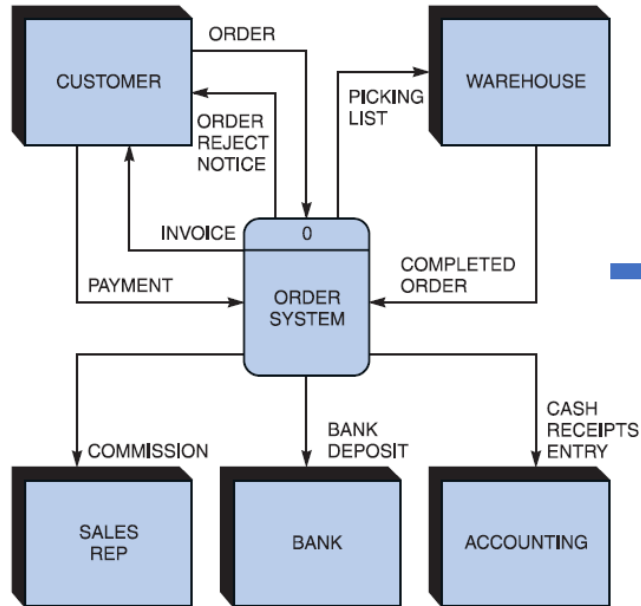 ORDER
CUSTOMER
WAREHOUSE
PICKING
LIST
ORDER
REJECT
NOTICE
INVOICE
0
PAYMENT
ORDER
SYSTEM
COMPLETED
ORDER
COMMISSION
BANK
DEPOSIT
CASH
RECEIPTS
ENTRY
SALES
REP
BANK
ACCOUNTING